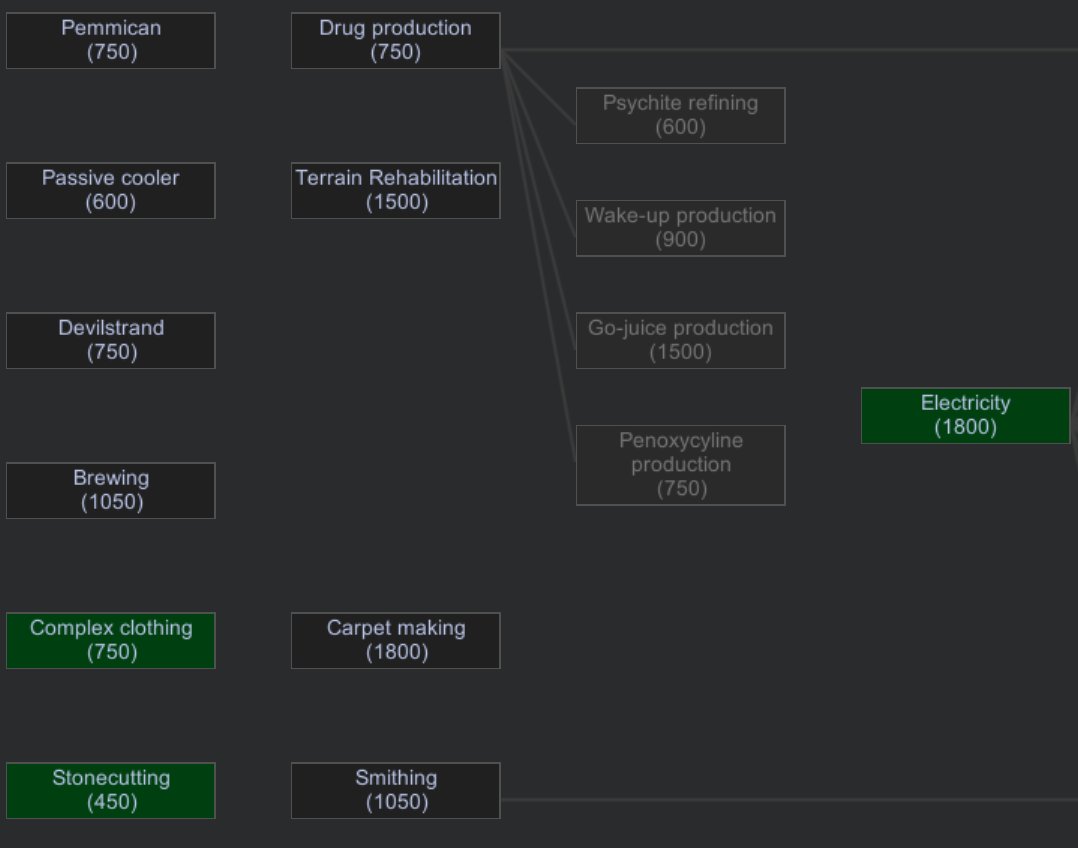 Pemmican
(750)
Drug production
(750)
Psychite refining
(600)
Passive cooler
(600)
Terrain Rehabilitation
(1500)
Wake-up production
(900)
Devilstrand
(750)
Go-juice production
(1500)
Electricity
(1800)
Penoxycyline
production
(750)
Brewing
(1050)
Complex clothing
(750)
Carpet making
(1800)
Stonecutting
(450)
Smithing
(1050)